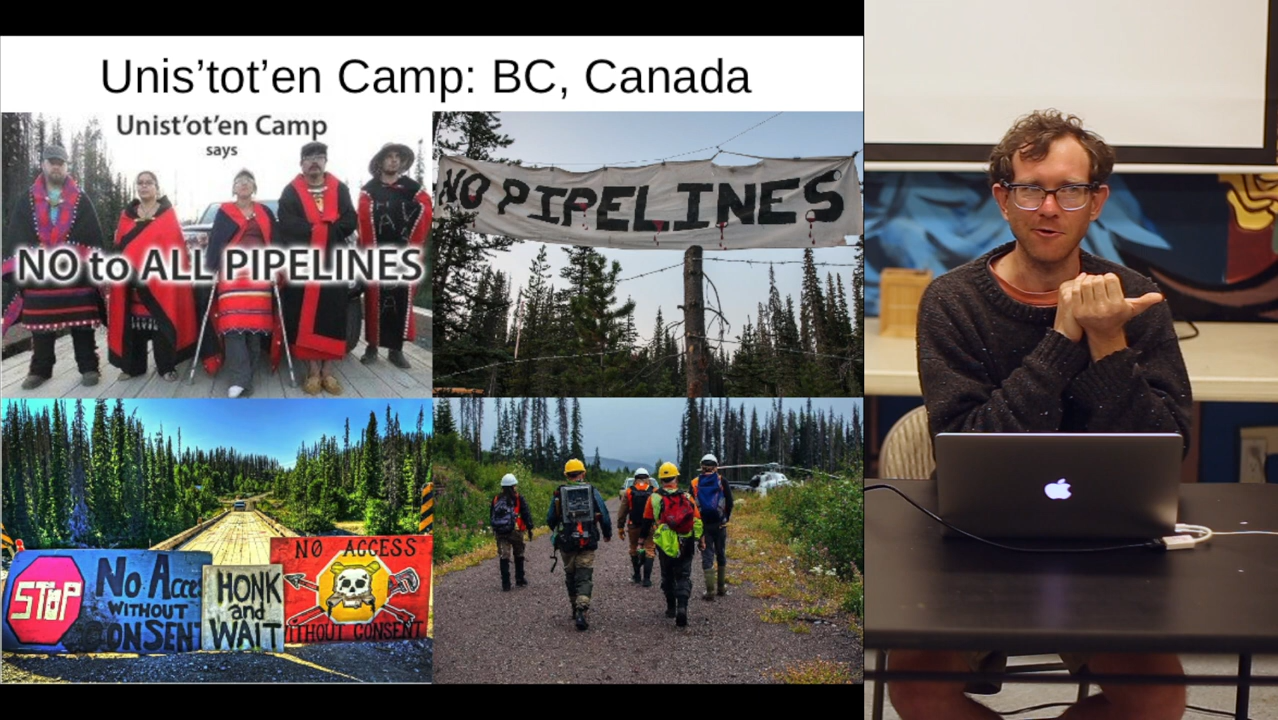 Unis'tot'en Camp: BC, Canada
Unist'ot'en Camp
says
NO to ALL PIPELINES
NO PIPELINES
STOP
No Acces
WITHOUT
CONSENT
HONK
and
WAIT
NO ACCESS
WITHOUT CONSENT